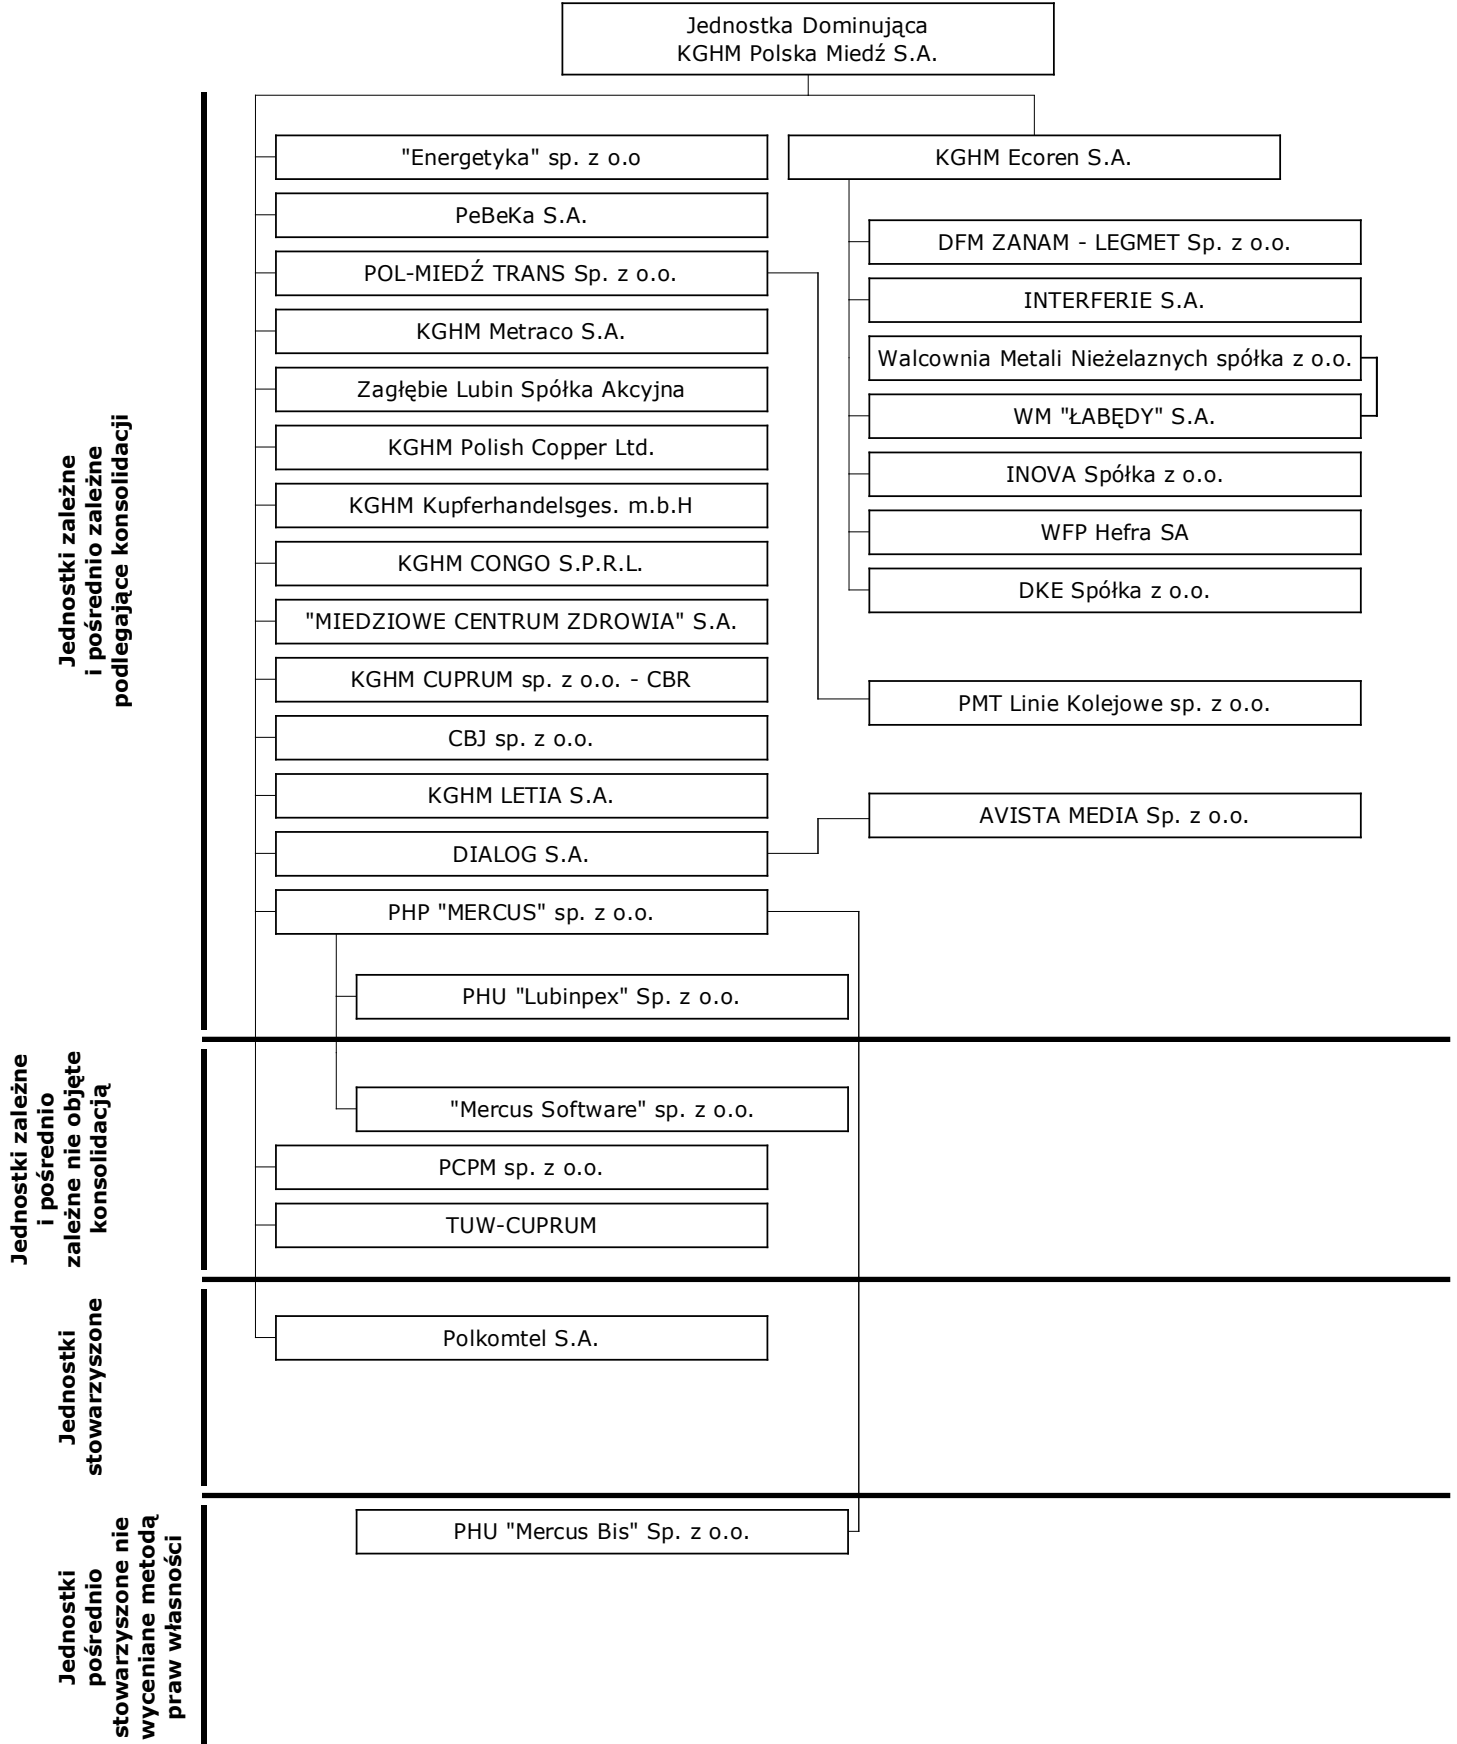 Jednostka Dominująca
KGHM Polska Miedź S.A.
Jednostki zależne
i pośrednio zależne
podlegające konsolidacji
"Energetyka" sp. z o.o
PeBeKa S.A.
POL-MIEDŹ TRANS Sp. z o.o.
KGHM Metraco S.A.
Zagłębie Lubin Spółka Akcyjna
KGHM Polish Copper Ltd.
KGHM Kupferhandelsges. m.b.H
KGHM CONGO S.P.R.L.
"MIEDZIOWE CENTRUM ZDROWIA" S.A.
KGHM CUPRUM sp. z o.o. - CBR
CBJ sp. z o.o.
KGHM LETIA S.A.
DIALOG S.A.
PHP "MERCUS" sp. z o.o.
PHU "Lubinpex" Sp. z o.o.
KGHM Ecoren S.A.
DFM ZANAM - LEGMET Sp. z o.o.
INTERFERIE S.A.
Walcownia Metali Nieżelaznych spółka z o.o.
WM "ŁABĘDY" S.A.
INOVA Spółka z o.o.
WFP Hefra SA
DKE Spółka z o.o.
PMT Linie Kolejowe sp. z o.o.
AVISTA MEDIA Sp. z o.o.
Jednostki zależne
i pośrednio
zależne nie objęte
konsolidacją
"Mercus Software" sp. z o.o.
PCPM sp. z o.o.
TUW-CUPRUM
Jednostki
stowarzyszone
Polkomtel S.A.
Jednostki
pośrednio
stowarzyszone nie
wyceniane metodą
praw własności
PHU "Mercus Bis" Sp. z o.o.